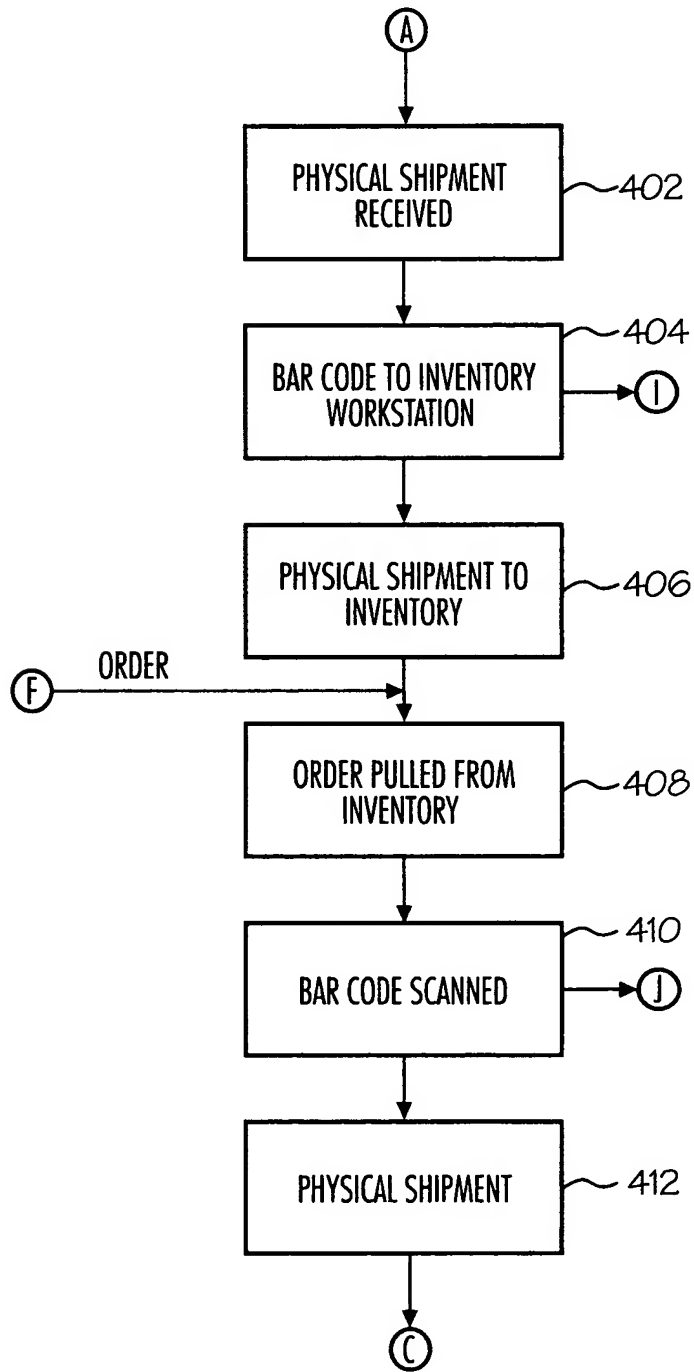 A
PHYSICAL SHIPMENT
RECEIVED
402
404
BAR CODE TO INVENTORY
WORKSTATION
I
PHYSICAL SHIPMENT TO
INVENTORY
406
ORDER
F
ORDER PULLED FROM
INVENTORY
408
410
BAR CODE SCANNED
J
PHYSICAL SHIPMENT
412
C